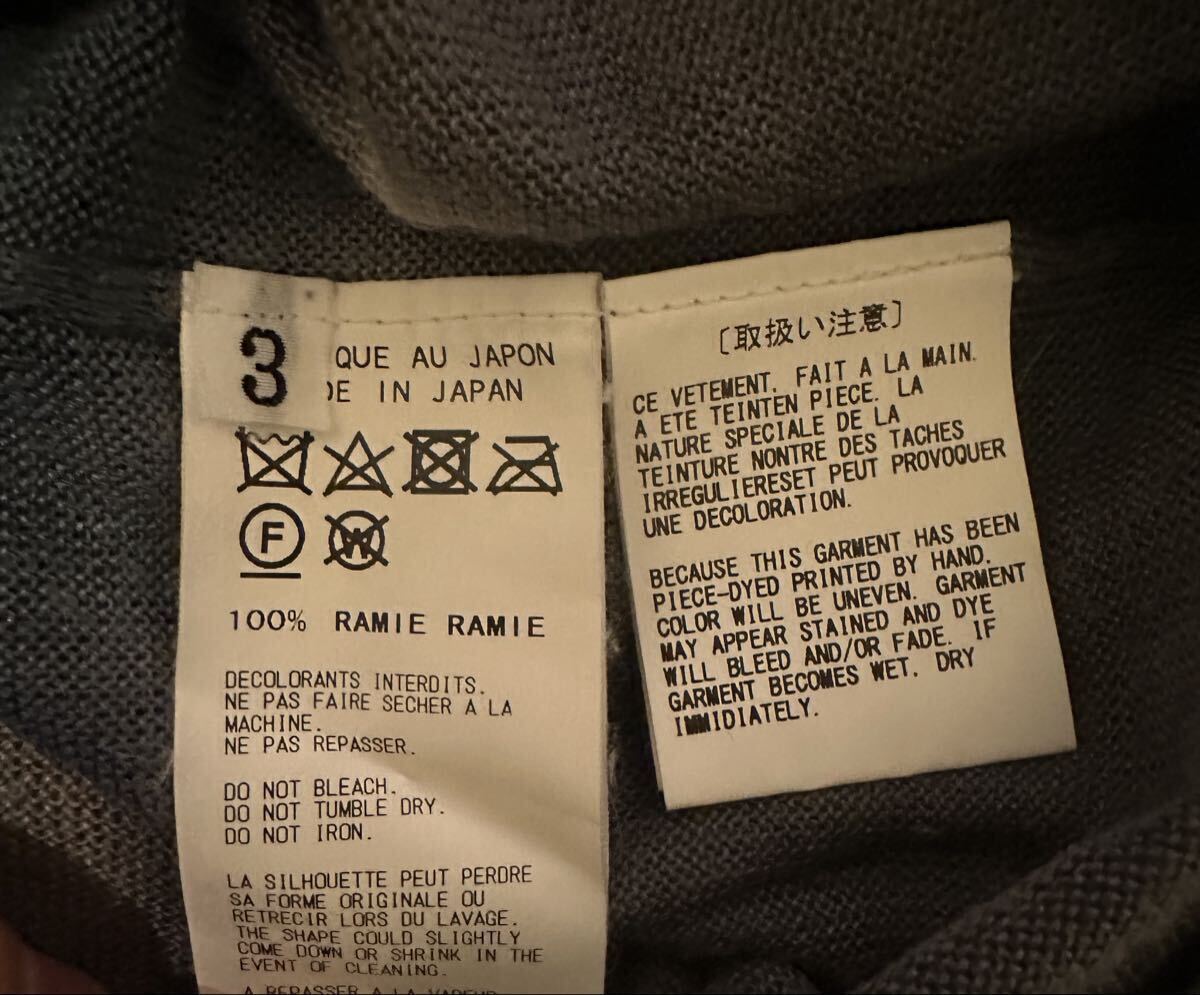 3
QUE AU JAPON
DE IN JAPAN
F
W
100% RAMIE RAMIE
DECOLORANTS INTERDITS.
NE PAS FAIRE SECHER A LA
MACHINE.
NE PAS REPASSER.
DO NOT BLEACH.
DO NOT TUMBLE DRY.
DO NOT IRON.
LA SILHOUETTE PEUT PERDRE
SA FORME ORIGINALE OU
RETRECIR LORS DU LAVAGE.
THE SHAPE COULD SLIGHTLY
COME DOWN OR SHRINK IN THE
EVENT OF CLEANING.
A REPASSER A LA VAPEUR
〔取扱い注意〕
CE VETEMENT. FAIT A LA MAIN.
A ETE TEINTEN PIECE. LA
NATURE SPECIALE DE LA
TEINTURE NONTRE DES TACHES
IRREGULIERESET PEUT PROVOQUER
UNE DECOLORATION.
BECAUSE THIS GARMENT HAS BEEN
PIECE-DYED PRINTED BY HAND.
COLOR WILL BE UNEVEN. GARMENT
MAY APPEAR STAINED AND DYE
WILL BLEED AND/OR FADE. IF
GARMENT BECOMES WET. DRY
IMMIDIATELY.